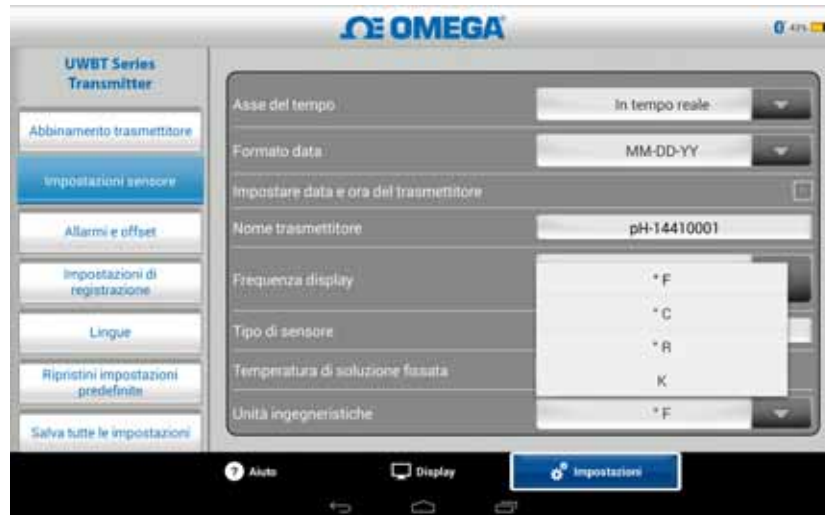 OMEGA
UWBT Series
Transmitter
Abbinamento trasmettitore
Impostazioni sensore
Allarmi e offset
Impostazioni di
registrazione
Lingue
Ripristini impostazioni
predefinite
Salva tutte le impostazioni
Asse del tempo
In tempo reale
Formato data
MM-DD-YY
Impostare data e ora del trasmettitore
Nome trasmettitore
pH-14410001
Frequenza display
°F
°C
°R
K
Tipo di sensore
Temperatura di soluzione fissata
Unità ingegneristiche
°F
Aiuto
Display
Impostazioni